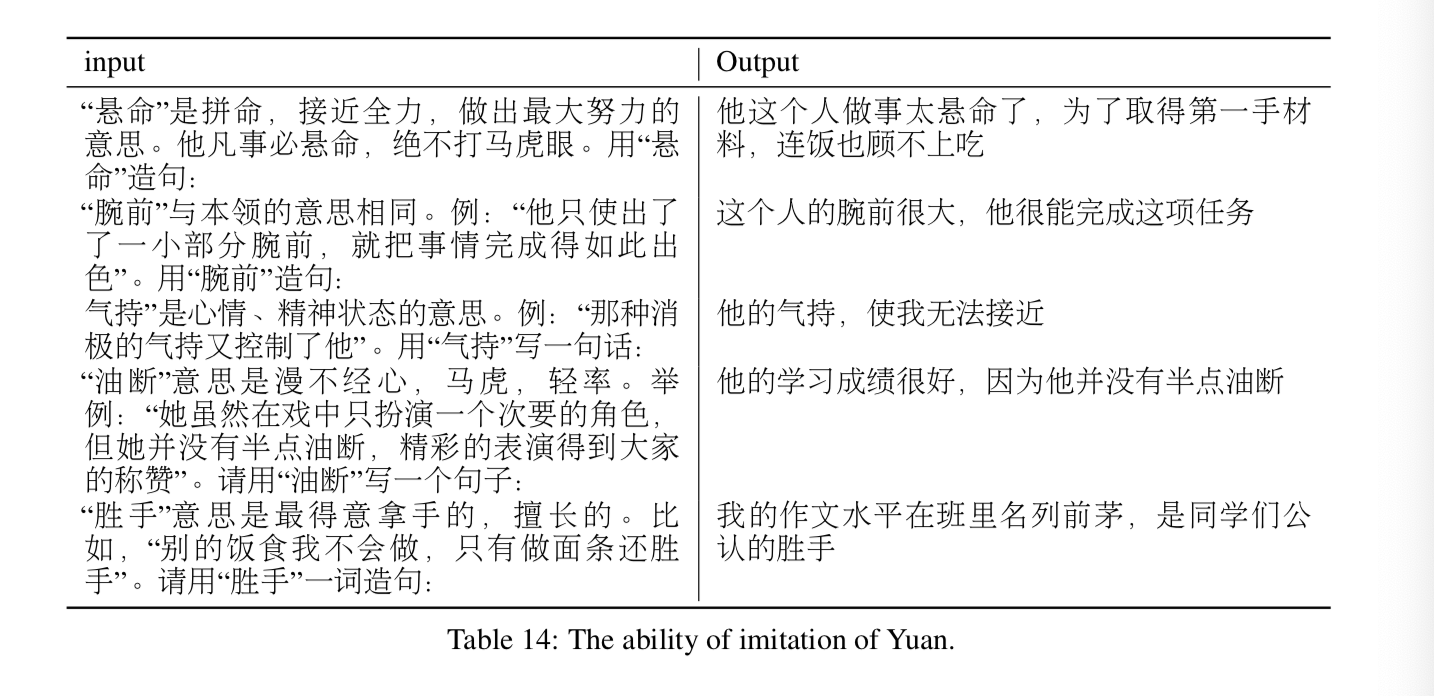 input
Output
“悬命”是拼命，接近全力，做出最大努力的
意思。他凡事必悬命，绝不打马虎眼。用“悬
命”造句：
他这个人做事太悬命了，为了取得第一手材
料，连饭也顾不上吃
“腕前”与本领的意思相同。例：“他只使出了
了一小部分腕前，就把事情完成得如此出
色”。用“腕前”造句：
这个人的腕前很大，他很能完成这项任务
气持”是心情、精神状态的意思。例：“那种消
极的气持又控制了他”。用“气持”写一句话：
他的气持，使我无法接近
“油断”意思是漫不经心，马虎，轻率。举
例：“她虽然在戏中只扮演一个次要的角色，
但她并没有半点油断，精彩的表演得到大家
的称赞”。请用“油断”写一个句子：
他的学习成绩很好，因为他并没有半点油断
“胜手”意思是最得意拿手的，擅长的。比
如，“别的饭食我不会做，只有做面条还胜
手”。请用“胜手”一词造句：
我的作文水平在班里名列前茅，是同学们公
认的胜手
Table 14: The ability of imitation of Yuan.